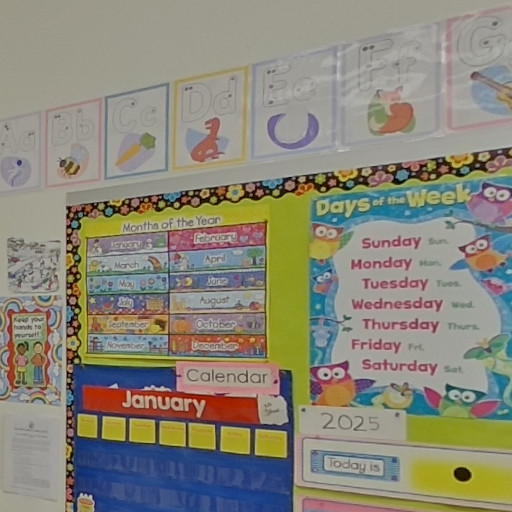 Aa
Bb
Cc
Dd
Ee
Ff
G
Months of the Year
January
February
March
April
May
June
July
August
September
October
November
December
Days of the Week
Sunday Sun.
Monday Mon.
Tuesday Tues.
Wednesday Wed.
Thursday Thurs.
Friday Fri.
Saturday Sat.
Keep your
hands to
yourself!
Calendar
January
2025
Today is